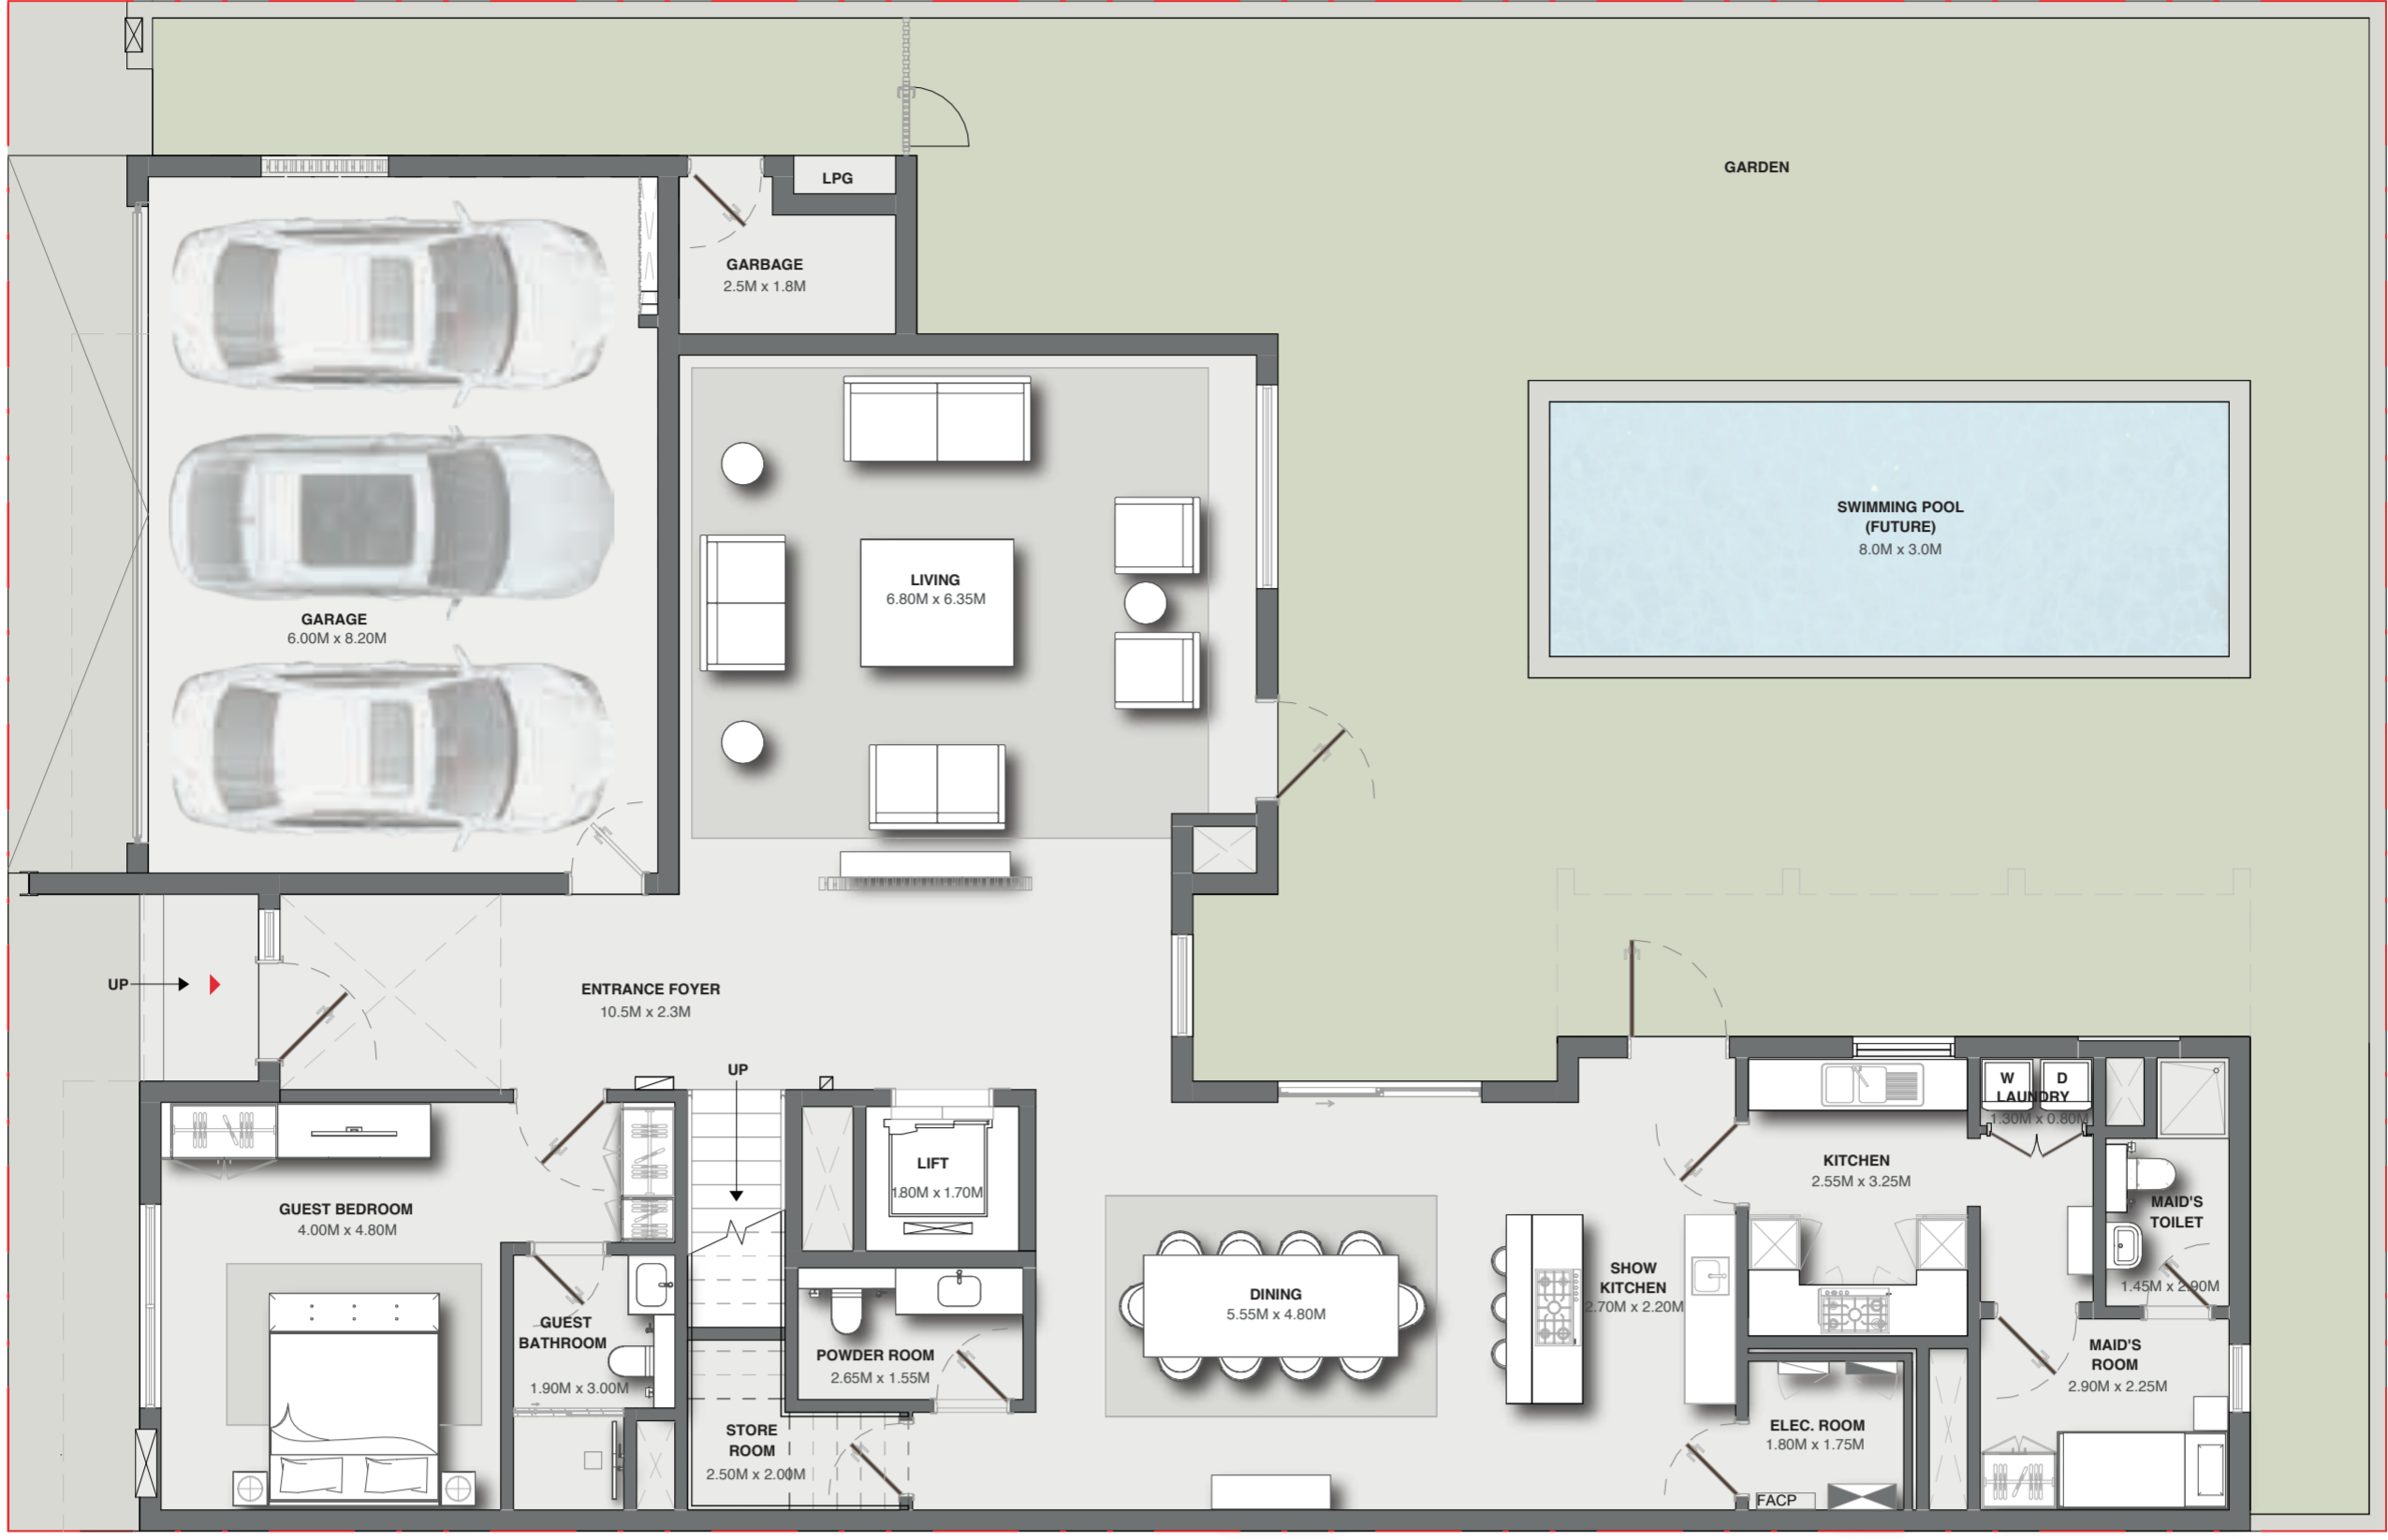 LPG
GARDEN
GARBAGE
2.5M x 1.8M
SWIMMING POOL
(FUTURE)
8.0M x 3.0M
LIVING
6.80M x 6.35M
GARAGE
6.00M x 8.20M
UP
ENTRANCE FOYER
10.5M x 2.3M
UP
W
D
LAUNDRY
1.30M x 0.80M
LIFT
1.80M x 1.70M
KITCHEN
2.55M x 3.25M
GUEST BEDROOM
4.00M x 4.80M
MAID'S
TOILET
1.45M x 2.90M
SHOW
KITCHEN
2.70M x 2.20M
DINING
5.55M x 4.80M
GUEST
BATHROOM
1.90M x 3.00M
POWDER ROOM
2.65M x 1.55M
MAID'S
ROOM
2.90M x 2.25M
STORE
ROOM
2.50M x 2.00M
ELEC. ROOM
1.80M x 1.75M
FACP